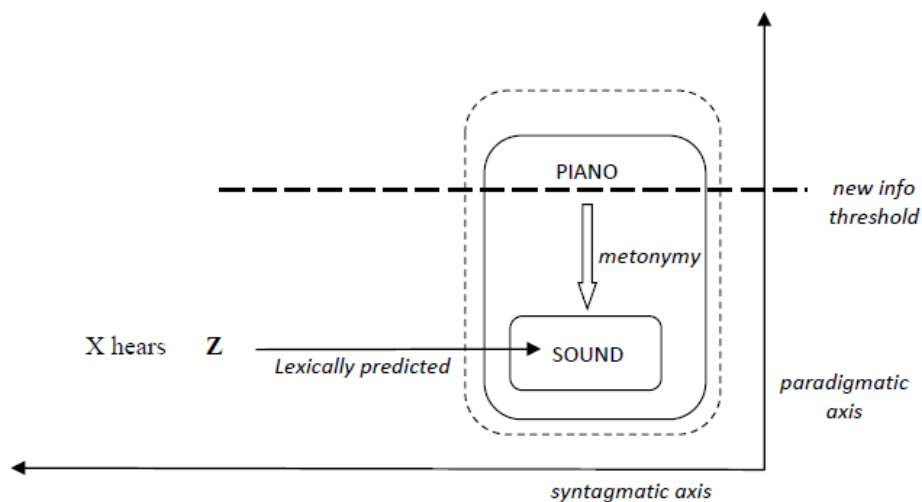 PIANO
new info
threshold
metonymy
X hears Z
Lexically predicted
SOUND
paradigmatic
axis
syntagmatic axis